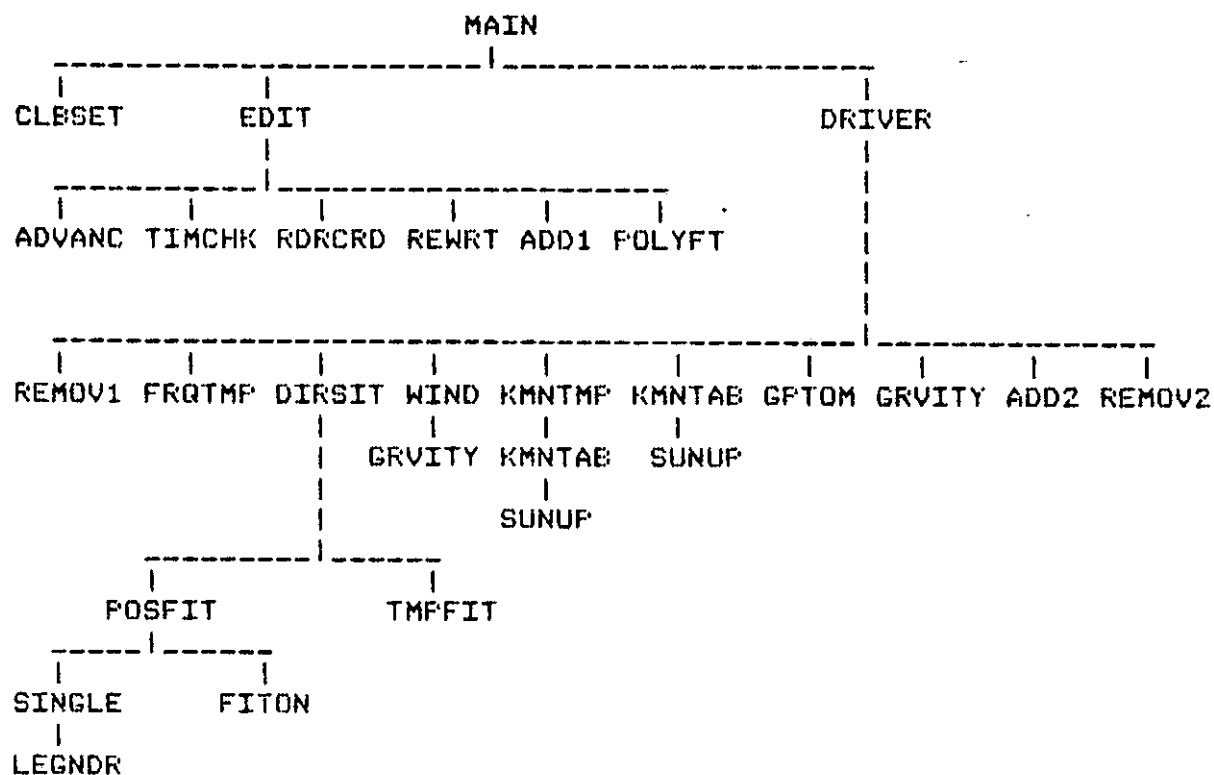 MAIN
CLBSET EDIT DRIVER
ADVANC TIMCHK RDRCRD REWRT ADD1 POLYFT
REMOV1 FRQTMP DIRSIT WIND KMNTMP KMNTAB GPTOM GRVITY ADD2 REMOV2
GRVITY KMNTAB SUNUP
SUNUP
POSFIT TMPFIT
SINGLE FITON
LEGNDR